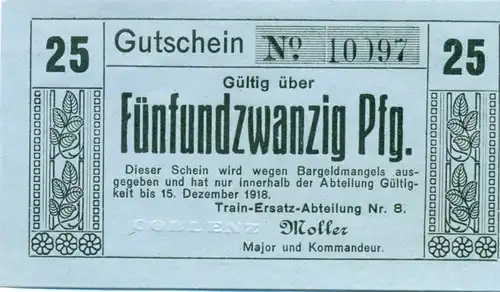 25 Gutschein No. 10097 25
Gültig über
Fünfundzwanzig Pfg.
Dieser Schein wird wegen Bargeldmangels aus-
gegeben und hat nur innerhalb der Abteilung Gültig-
keit bis 15. Dezember 1918.
Train-Ersatz-Abteilung Nr. 8.
COBLENZ Moller
Major und Kommandeur.